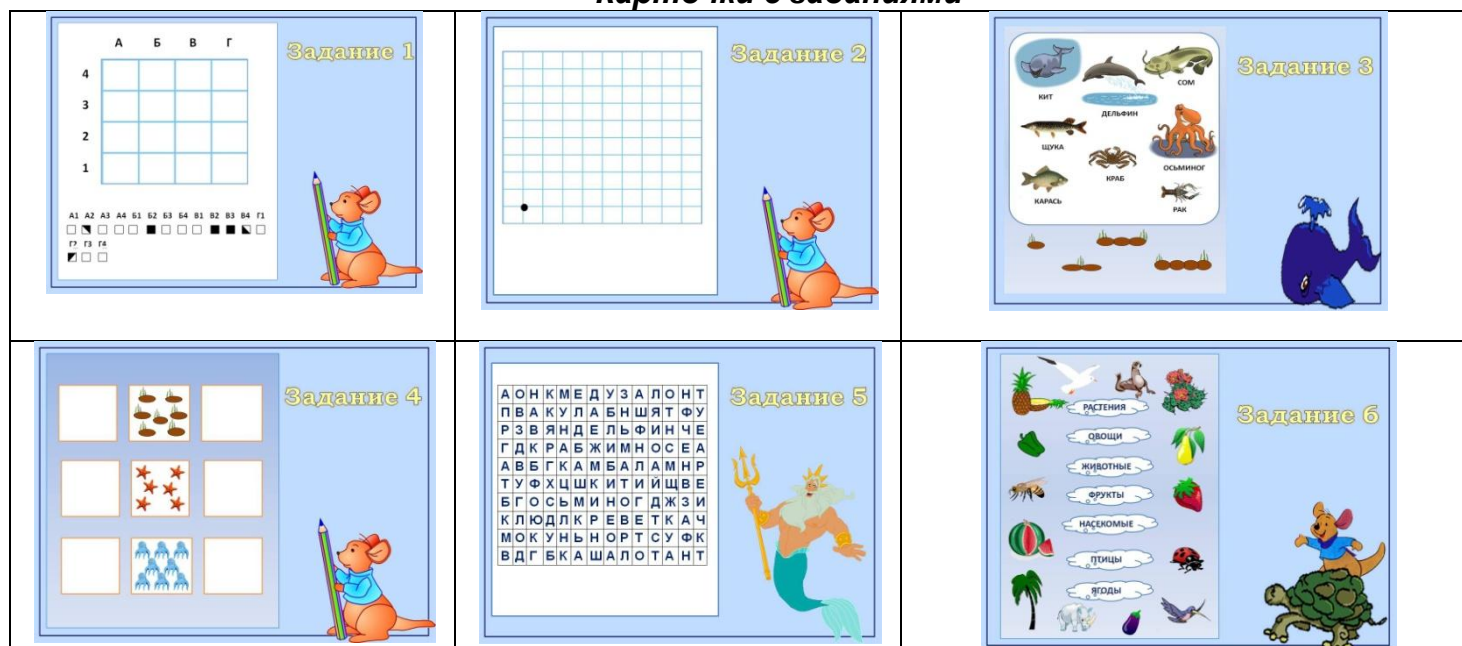 Карточки с заданиями
Задание 1
А Б В Г
4
3
2
1
А1 А2 А3 А4 Б1 Б2 Б3 Б4 В1 В2 В3 В4 Г1
Г2 Г3 Г4
Задание 2
Задание 3
КИТ
ДЕЛЬФИН
СОМ
ЩУКА
КРАБ
ОСЬМИНОГ
КАРАСЬ
РАК
Задание 4
Задание 5
А О Н К М Е Д У З А Л О Н Т
П В А К У Л А Б Н Ш Я Т Ф У
Р З В Я Н Д Е Л Ь Ф И Н Ч Е
Г Д К Р А Б Ж И М Н О С Е А
А В Б Г К А М Б А Л А М Н Р
Т У Ф Х Ц Ш К И Т И Й Щ В Е
Б Г О С Ь М И Н О Г Д Ж З И
К Л Ю Д Л К Р Е В Е Т К А Ч
М О К У Н Ь Н О Р Т С У Ф К
В Д Г Б К А Ш А Л О Т А Н Т
Задание 6
РАСТЕНИЯ
ОВОЩИ
ЖИВОТНЫЕ
ФРУКТЫ
НАСЕКОМЫЕ
ПТИЦЫ
ЯГОДЫ